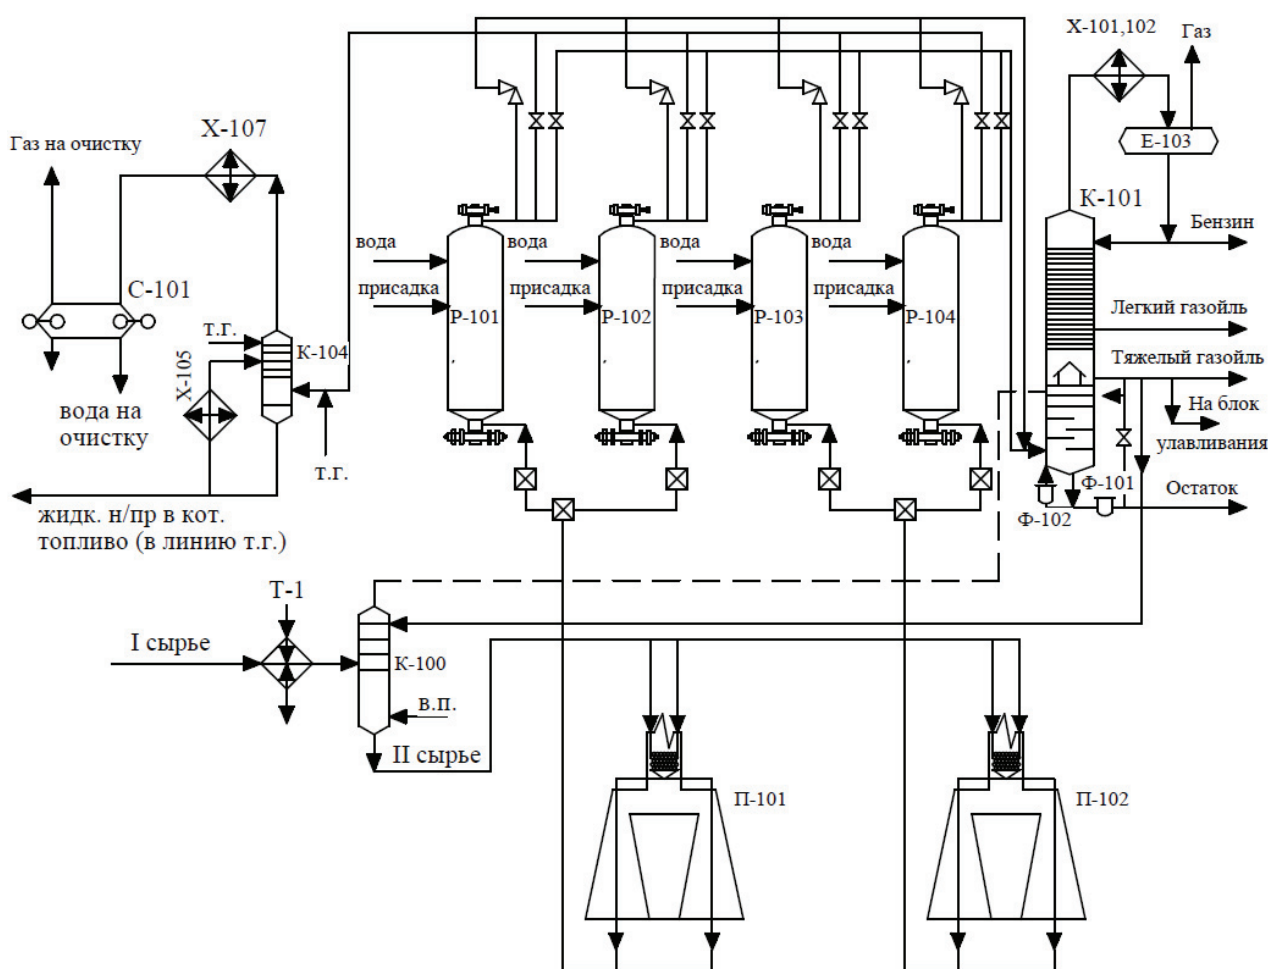 Х-101,102
Газ
Х-107
Газ на очистку
Е-103
К-101
Бензин
вода
вода
вода
вода
С-101
присадка
присадка
присадка
присадка
Легкий газойль
т.г.
Р-101
Р-102
Р-103
Р-104
К-104
Тяжелый газойль
Х-105
вода на
очистку
На блок
улавливания
т.г.
Ф-101
Остаток
жидк. н/пр в кот.
топливо (в линию т.г.)
Ф-102
Т-1
I сырье
К-100
в.п.
II сырье
П-101
П-102